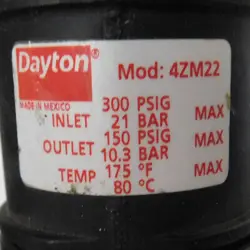 Dayton®
Mod: 4ZM22
MADE IN MEXICO
300 PSIG
INLET 21 BAR MAX
150 PSIG
OUTLET 10.3 BAR MAX
TEMP 175 °F MAX
80 °C